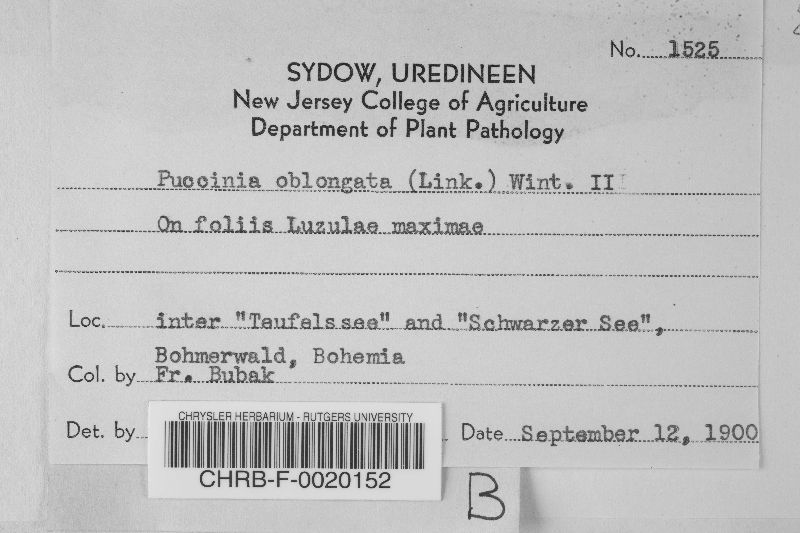 No. 1525
SYDOW, UREDINEEN
New Jersey College of Agriculture
Department of Plant Pathology
Puccinia oblongata (Link.) Wint. II
On foliis Luzulae maximae
Loc. inter "Teufelssee" and "Schwarzer See",
Bohmerwald, Bohemia
Col. by Fr. Bubak
Det. by
Date September 12, 1900
CHRYSLER HERBARIUM - RUTGERS UNIVERSITY
CHRB-F-0020152
B